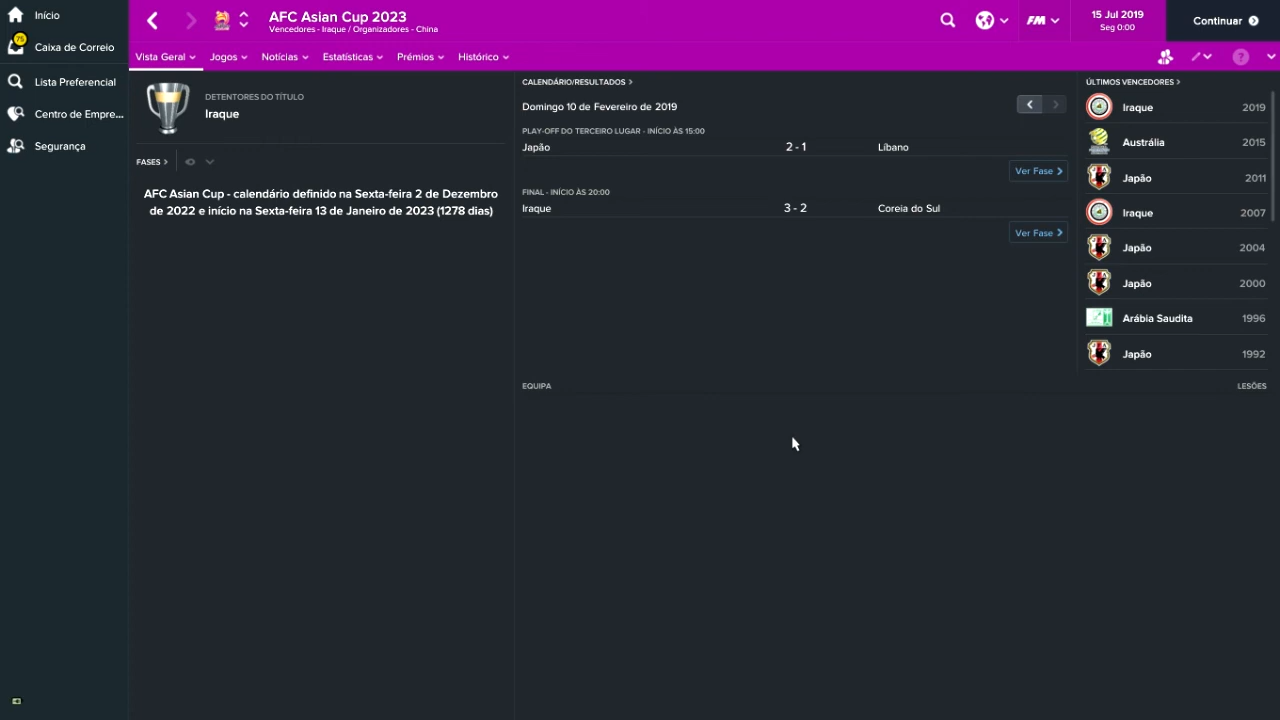 Início
75
Caixa de Correio
Lista Preferencial
Centro de Empre...
Segurança
AFC Asian Cup 2023
Vencedores - Iraque / Organizadores - China
FM
15 Jul 2019
Seg 0:00
Continuar
Vista Geral
Jogos
Notícias
Estatísticas
Prémios
Histórico
?
DETENTORES DO TÍTULO
Iraque
FASES
AFC Asian Cup - calendário definido na Sexta-feira 2 de Dezembro
de 2022 e início na Sexta-feira 13 de Janeiro de 2023 (1278 dias)
CALENDÁRIO/RESULTADOS
Domingo 10 de Fevereiro de 2019
PLAY-OFF DO TERCEIRO LUGAR - INÍCIO ÀS 15:00
Japão 2 - 1 Líbano
Ver Fase
FINAL - INÍCIO ÀS 20:00
Iraque 3 - 2 Coreia do Sul
Ver Fase
EQUIPA
LESÕES
ÚLTIMOS VENCEDORES
Iraque 2019
Austrália 2015
Japão 2011
Iraque 2007
Japão 2004
Japão 2000
Arábia Saudita 1996
Japão 1992